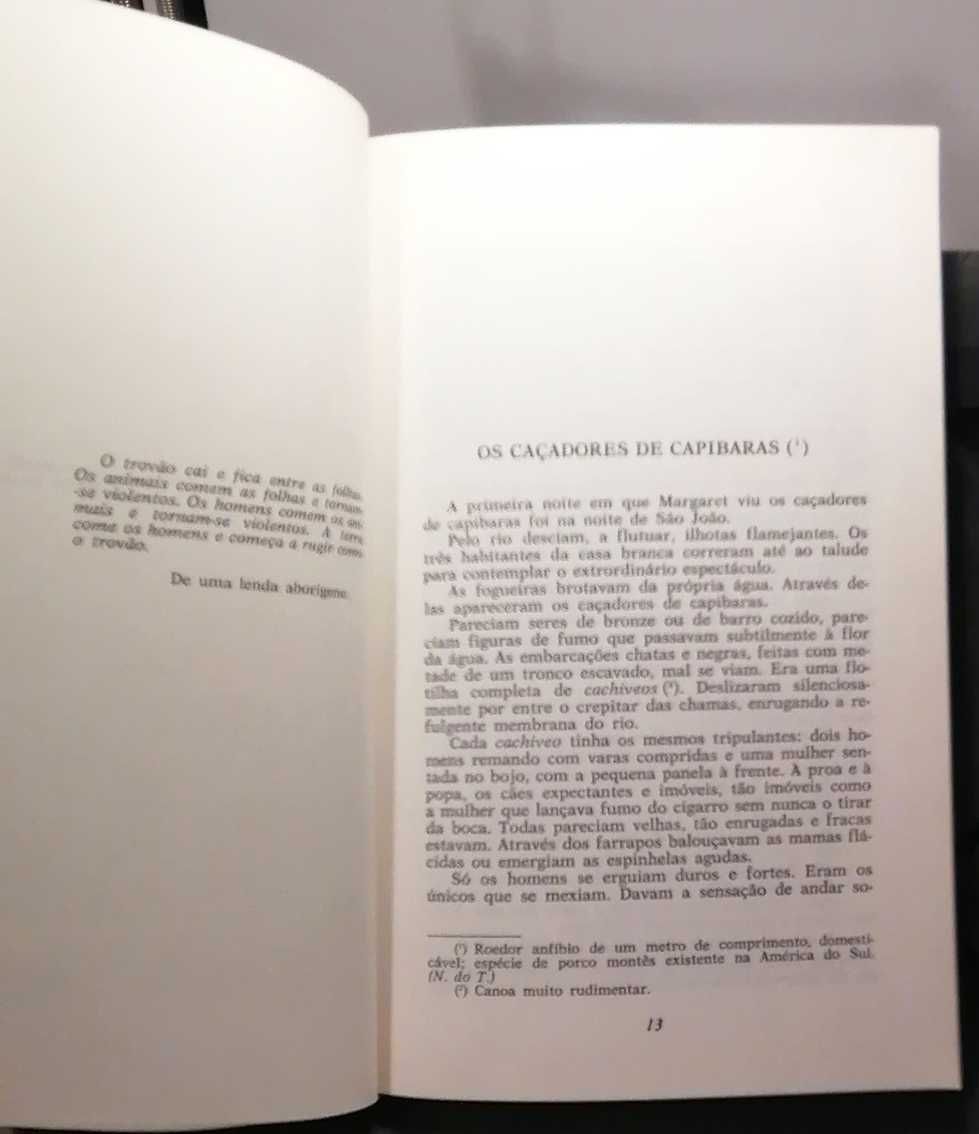 O trovão cai e fica entre as folhas.
Os animais comem as folhas e tornam-
-se violentos. Os homens comem os ani-
mais e tornam-se violentos. A terra
come os homens e começa a rugir como
o trovão.
De uma lenda aborígene.
OS CAÇADORES DE CAPIBARAS (¹)
A primeira noite em que Margaret viu os caçadores
de capibaras foi na noite de São João.
Pelo rio desciam, a flutuar, ilhotas flamejantes. Os
três habitantes da casa branca correram até ao talude
para contemplar o extrordinário espectáculo.
As fogueiras brotavam da própria água. Através de-
las apareceram os caçadores de capibaras.
Pareciam seres de bronze ou de barro cozido, pare-
ciam figuras de fumo que passavam subtilmente à flor
da água. As embarcações chatas e negras, feitas com me-
tade de um tronco escavado, mal se viam. Era uma flo-
tilha completa de cachiveos (²). Deslizaram silenciosa-
mente por entre o crepitar das chamas, enrugando a re-
fulgente membrana do rio.
Cada cachiveo tinha os mesmos tripulantes: dois ho-
mens remando com varas compridas e uma mulher sen-
tada no bojo, com a pequena panela à frente. À proa e à
popa, os cães expectantes e imóveis, tão imóveis como
a mulher que lançava fumo do cigarro sem nunca o tirar
da boca. Todas pareciam velhas, tão enrugadas e fracas
estavam. Através dos farrapos balouçavam as mamas flá-
cidas ou emergiam as espinhelas agudas.
Só os homens se erguiam duros e fortes. Eram os
únicos que se mexiam. Davam a sensação de andar so-
(¹) Roedor anfíbio de um metro de comprimento, domesti-
cável; espécie de porco montês existente na América do Sul.
(N. do T.)
(²) Canoa muito rudimentar.
13